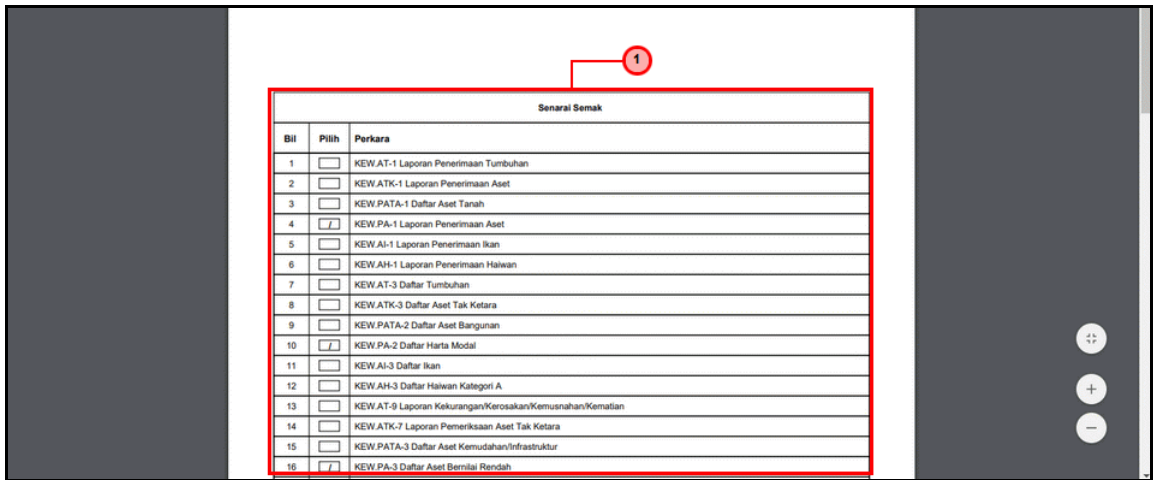 1
Senarai Semak
Bil Pilih Perkara
1 KEW.AT-1 Laporan Penerimaan Tumbuhan
2 KEW.ATK-1 Laporan Penerimaan Aset
3 KEW.PATA-1 Daftar Aset Tanah
4 / KEW.PA-1 Laporan Penerimaan Aset
5 KEW.AI-1 Laporan Penerimaan Ikan
6 KEW.AH-1 Laporan Penerimaan Haiwan
7 KEW.AT-3 Daftar Tumbuhan
8 KEW.ATK-3 Daftar Aset Tak Ketara
9 KEW.PATA-2 Daftar Aset Bangunan
10 / KEW.PA-2 Daftar Harta Modal
11 KEW.AI-3 Daftar Ikan
12 KEW.AH-3 Daftar Haiwan Kategori A
13 KEW.AT-9 Laporan Kekurangan/Kerosakan/Kemusnahan/Kematian
14 KEW.ATK-7 Laporan Pemeriksaan Aset Tak Ketara
15 KEW.PATA-3 Daftar Aset Kemudahan/Infrastruktur
16 / KEW.PA-3 Daftar Aset Bernilai Rendah